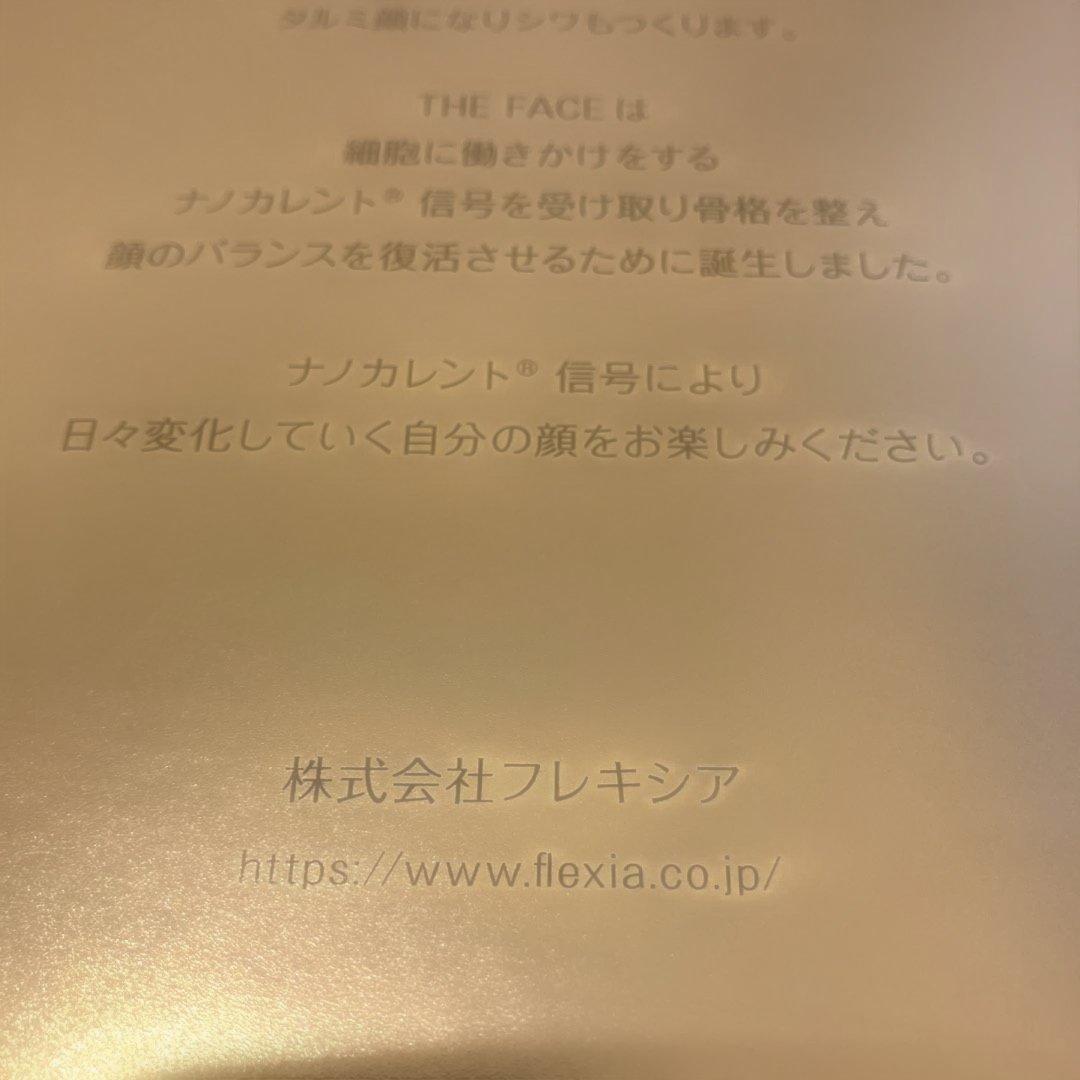 タルミ顔になりシワもつくります。
THE FACE は
細胞に働きかけをする
ナノカレント® 信号を受け取り骨格を整え
顔のバランスを復活させるために誕生しました。
ナノカレント® 信号により
日々変化していく自分の顔をお楽しみください。
株式会社フレキシア
https://www.flexia.co.jp/